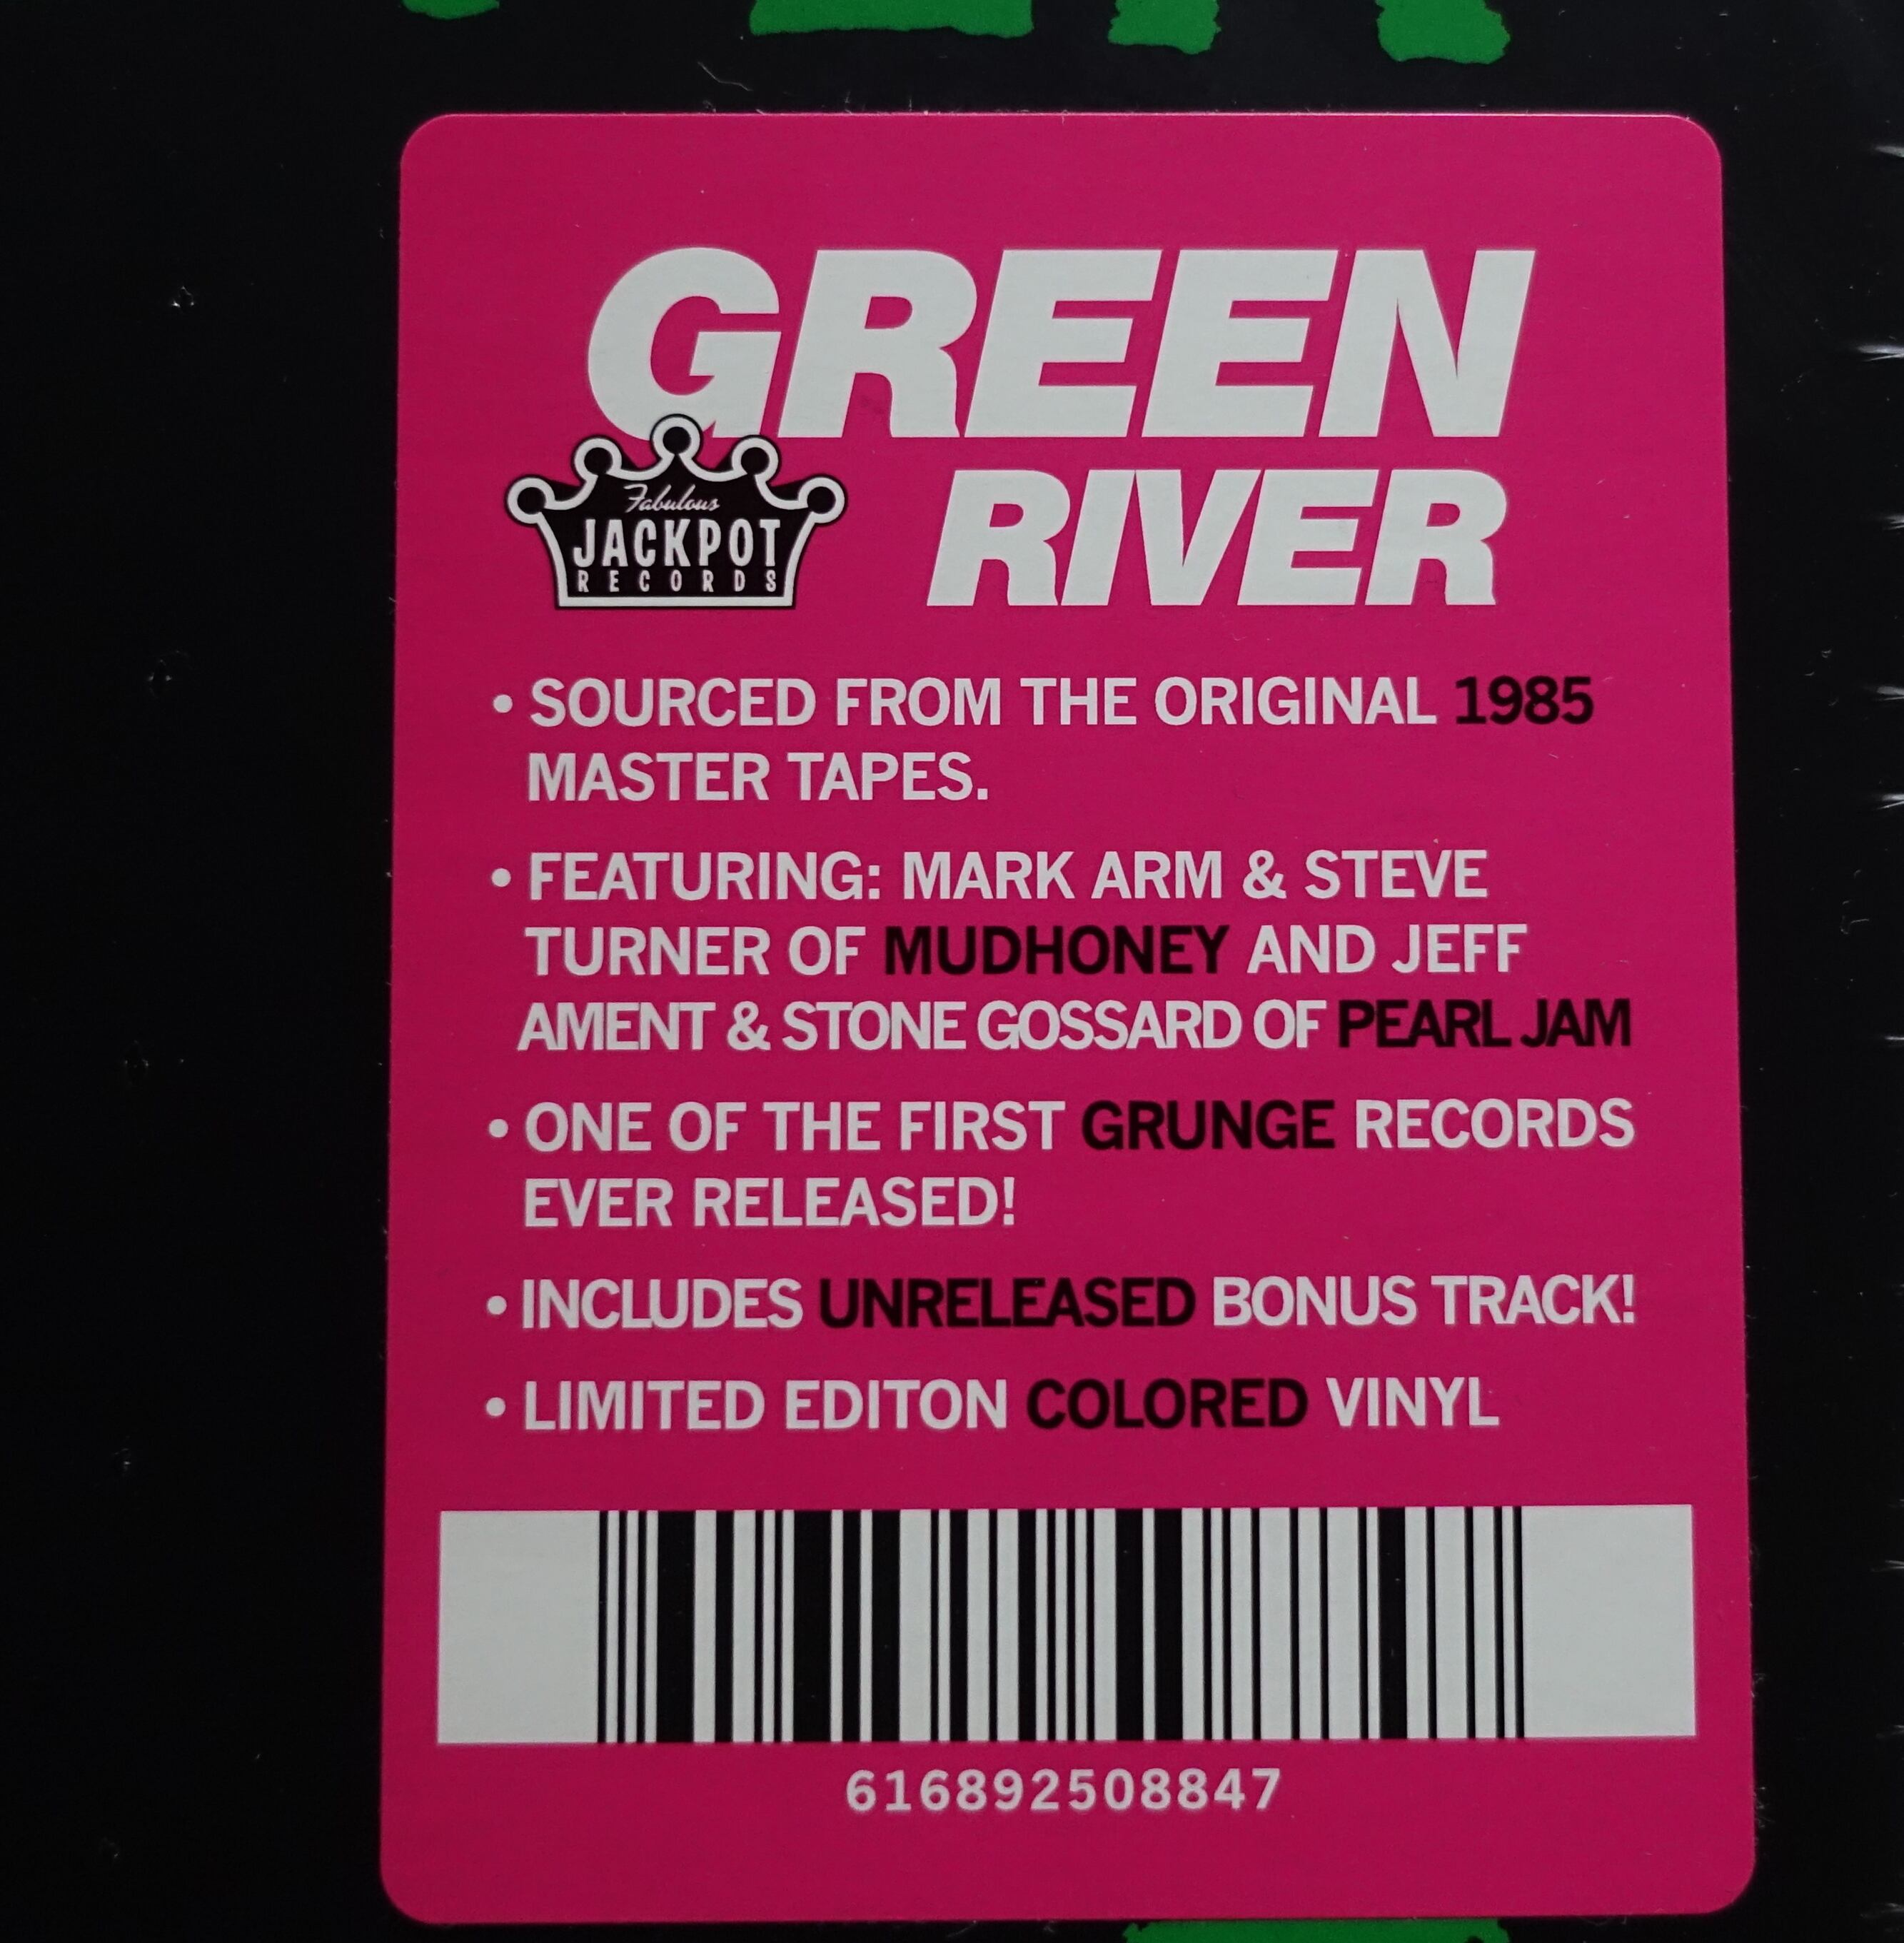 GREEN
RIVER
Fabulous
JACKPOT
RECORDS
• SOURCED FROM THE ORIGINAL 1985
MASTER TAPES.
• FEATURING: MARK ARM & STEVE
TURNER OF MUDHONEY AND JEFF
AMENT & STONE GOSSARD OF PEARL JAM
• ONE OF THE FIRST GRUNGE RECORDS
EVER RELEASED!
• INCLUDES UNRELEASED BONUS TRACK!
• LIMITED EDITON COLORED VINYL
616892508847